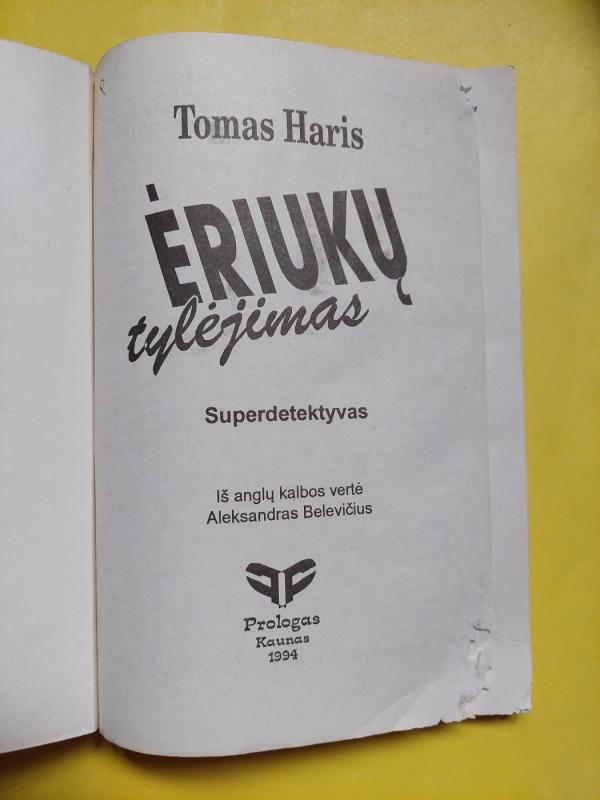 Tomas Haris
ĖRIUKŲ
tylėjimas
Superdetektyvas
Iš anglų kalbos vertė
Aleksandras Belevičius
Prologas
Kaunas
1994